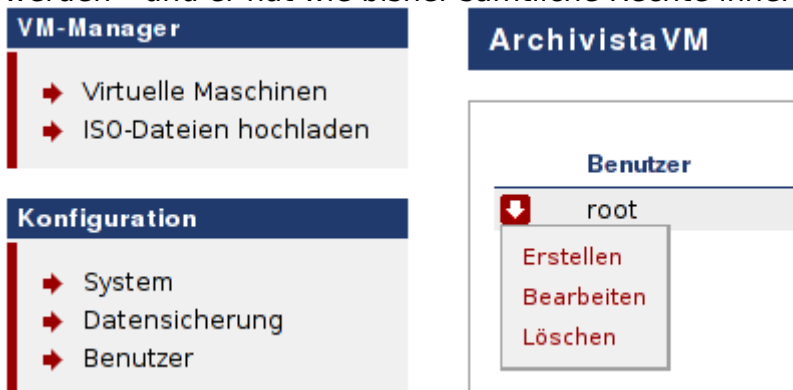 VM-Manager
Virtuelle Maschinen
ISO-Dateien hochladen
Konfiguration
System
Datensicherung
Benutzer
ArchivistaVM
Benutzer
root
Erstellen
Bearbeiten
Löschen